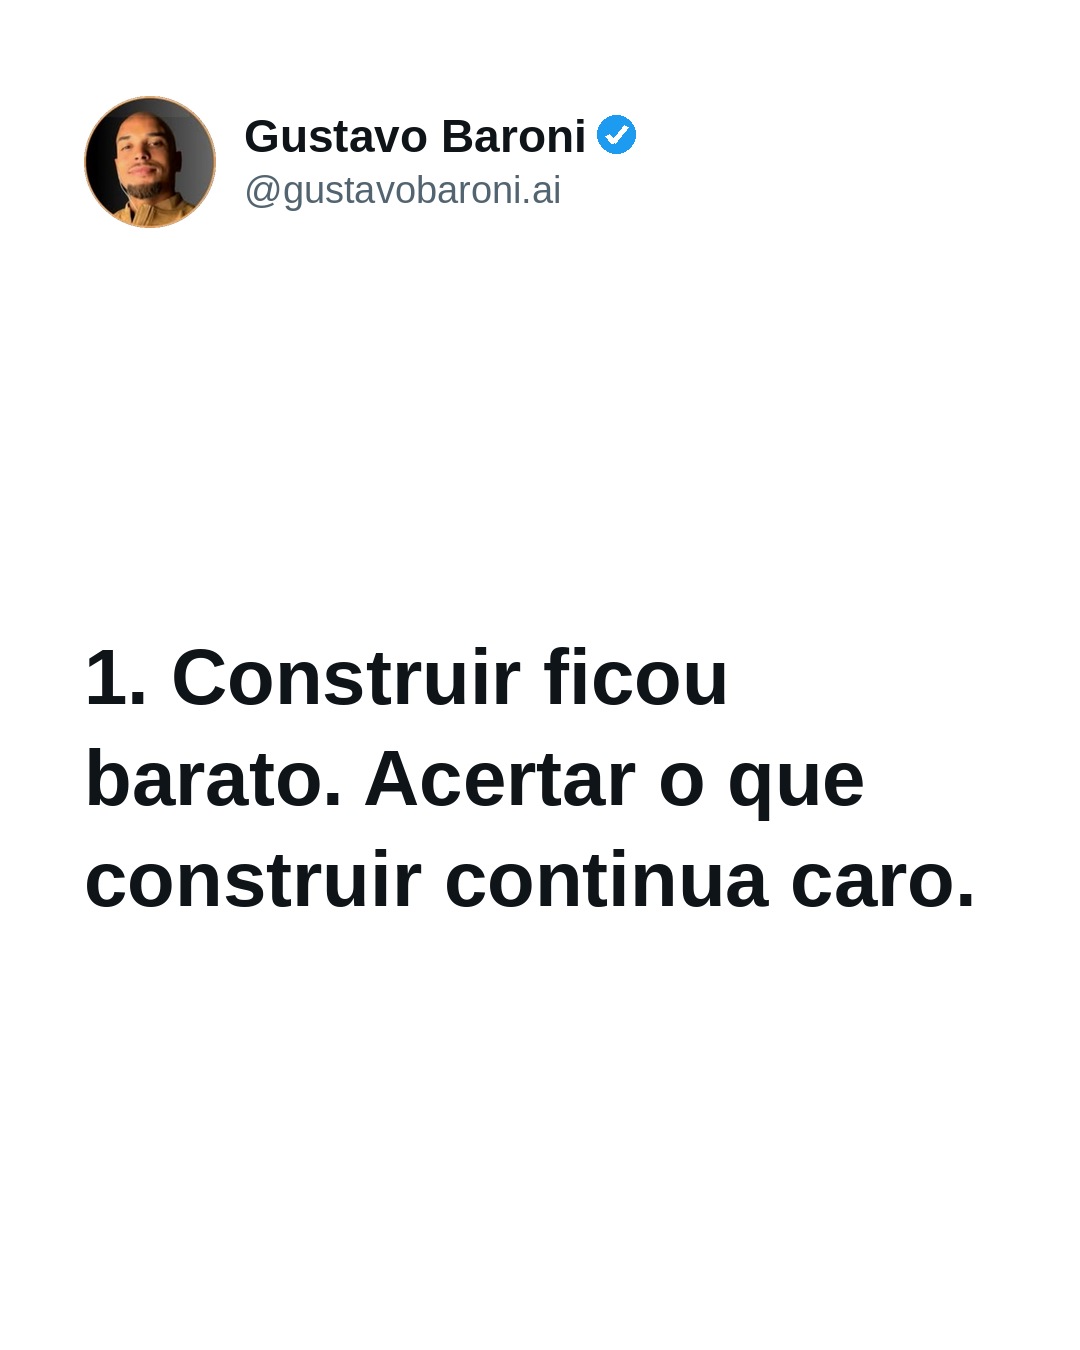 Gustavo Baroni
@gustavobaroni.ai
1. Construir ficou
barato. Acertar o que
construir continua caro.